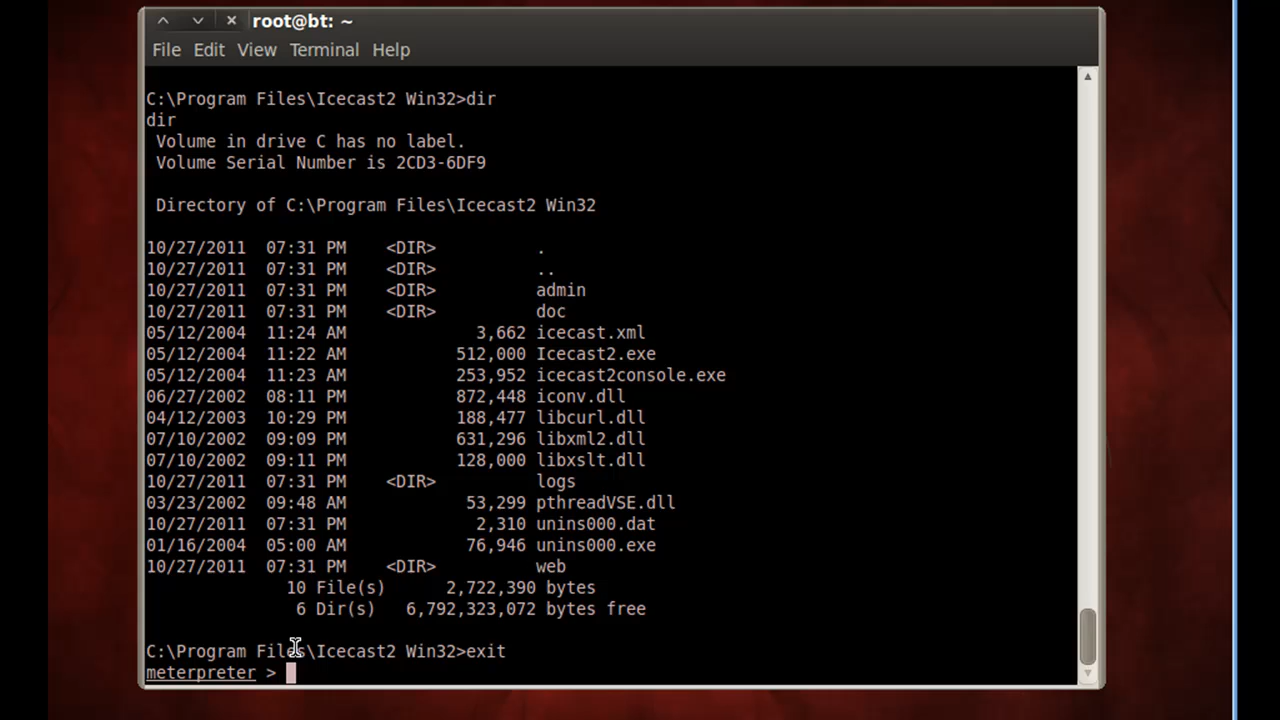 root@bt: ~
File Edit View Terminal Help
C:\Program Files\Icecast2 Win32>dir
dir
 Volume in drive C has no label.
 Volume Serial Number is 2CD3-6DF9
 Directory of C:\Program Files\Icecast2 Win32
10/27/2011  07:31 PM    <DIR>          .
10/27/2011  07:31 PM    <DIR>          ..
10/27/2011  07:31 PM    <DIR>          admin
10/27/2011  07:31 PM    <DIR>          doc
05/12/2004  11:24 AM             3,662 icecast.xml
05/12/2004  11:22 AM           512,000 Icecast2.exe
05/12/2004  11:23 AM           253,952 icecast2console.exe
06/27/2002  08:11 PM           872,448 iconv.dll
04/12/2003  10:29 PM           188,477 libcurl.dll
07/10/2002  09:09 PM           631,296 libxml2.dll
07/10/2002  09:11 PM           128,000 libxslt.dll
10/27/2011  07:31 PM    <DIR>          logs
03/23/2002  09:48 AM            53,299 pthreadVSE.dll
10/27/2011  07:31 PM             2,310 unins000.dat
01/16/2004  05:00 AM            76,946 unins000.exe
10/27/2011  07:31 PM    <DIR>          web
              10 File(s)      2,722,390 bytes
               6 Dir(s)   6,792,323,072 bytes free
C:\Program Files\Icecast2 Win32>exit
meterpreter >